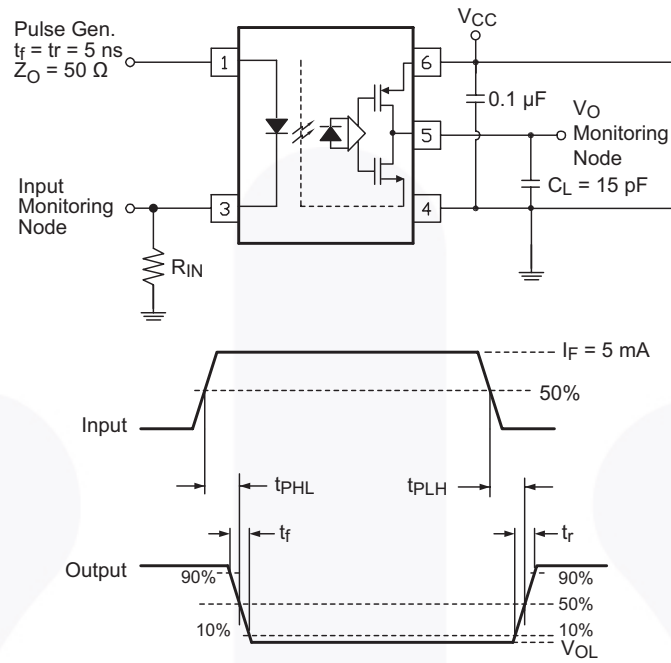 Pulse Gen.
tf = tr = 5 ns
ZO = 50 Ω
VCC
1
6
0.1 µF
VO
Monitoring
Node
5
CL = 15 pF
Input
Monitoring
Node
3
4
RIN
IF = 5 mA
50%
Input
tPHL
tPLH
tf
tr
Output
90%
90%
50%
10%
10%
VOL